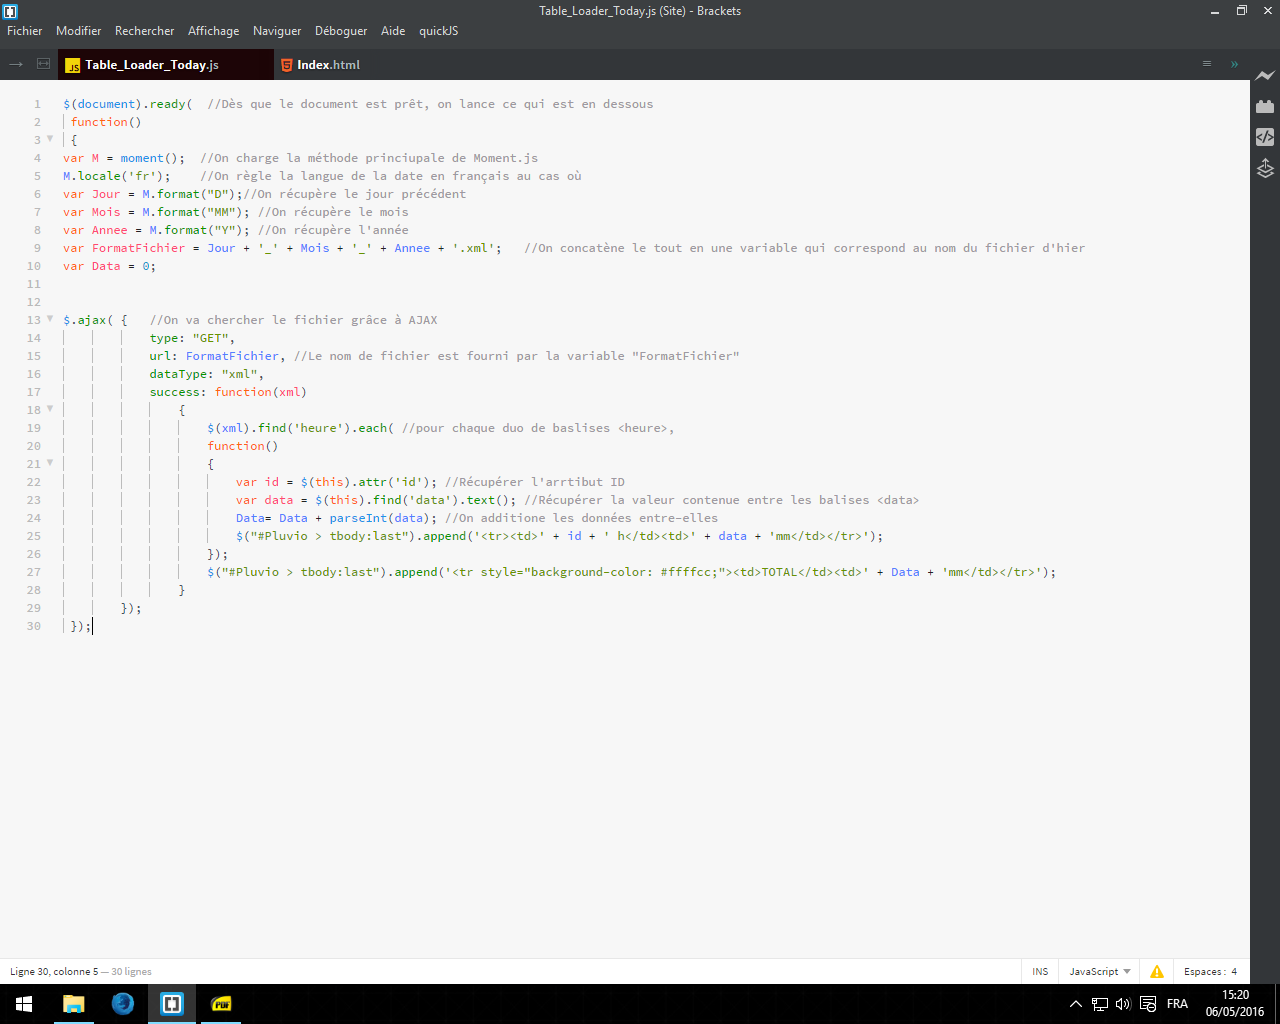 Table_Loader_Today.js (Site) - Brackets
Fichier Modifier Rechercher Affichage Naviguer Déboguer Aide quickJS
JS Table_Loader_Today.js Index.html
1 $(document).ready(  //Dès que le document est prêt, on lance ce qui est en dessous
2 function()
3 {
4 var M = moment();  //On charge la méthode princiupale de Moment.js
5 M.locale('fr');    //On règle la langue de la date en français au cas où
6 var Jour = M.format("D");//On récupère le jour précédent
7 var Mois = M.format("MM"); //On récupère le mois
8 var Annee = M.format("Y"); //On récupère l'année
9 var FormatFichier = Jour + '_' + Mois + '_' + Annee + '.xml';   //On concatène le tout en une variable qui correspond au nom du fichier d'hier
10 var Data = 0;
11
12
13 $.ajax( {   //On va chercher le fichier grâce à AJAX
14 type: "GET",
15 url: FormatFichier, //Le nom de fichier est fourni par la variable "FormatFichier"
16 dataType: "xml",
17 success: function(xml)
18 {
19 $(xml).find('heure').each( //pour chaque duo de baslises <heure>,
20 function()
21 {
22 var id = $(this).attr('id'); //Récupérer l'arrtibut ID
23 var data = $(this).find('data').text(); //Récupérer la valeur contenue entre les balises <data>
24 Data= Data + parseInt(data); //On additione les données entre-elles
25 $("#Pluvio > tbody:last").append('<tr><td>' + id + ' h</td><td>' + data + 'mm</td></tr>');
26 });
27 $("#Pluvio > tbody:last").append('<tr style="background-color: #ffffcc;"><td>TOTAL</td><td>' + Data + 'mm</td></tr>');
28 }
29 });
30 });
Ligne 30, colonne 5 — 30 lignes INS JavaScript Espaces : 4
PDF FRA 15:20
06/05/2016